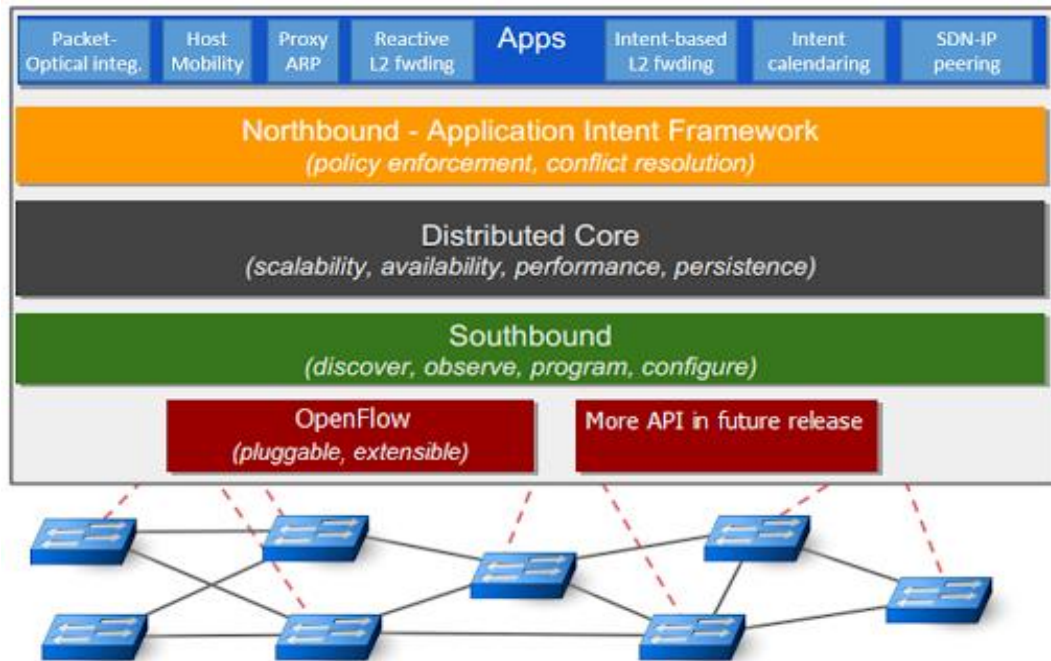 Packet-
Optical integ.
Host
Mobility
Proxy
ARP
Reactive
L2 fwding
Apps
Intent-based
L2 fwding
Intent
calendaring
SDN-IP
peering
Northbound - Application Intent Framework
(policy enforcement, conflict resolution)
Distributed Core
(scalability, availability, performance, persistence)
Southbound
(discover, observe, program, configure)
OpenFlow
(pluggable, extensible)
More API in future release